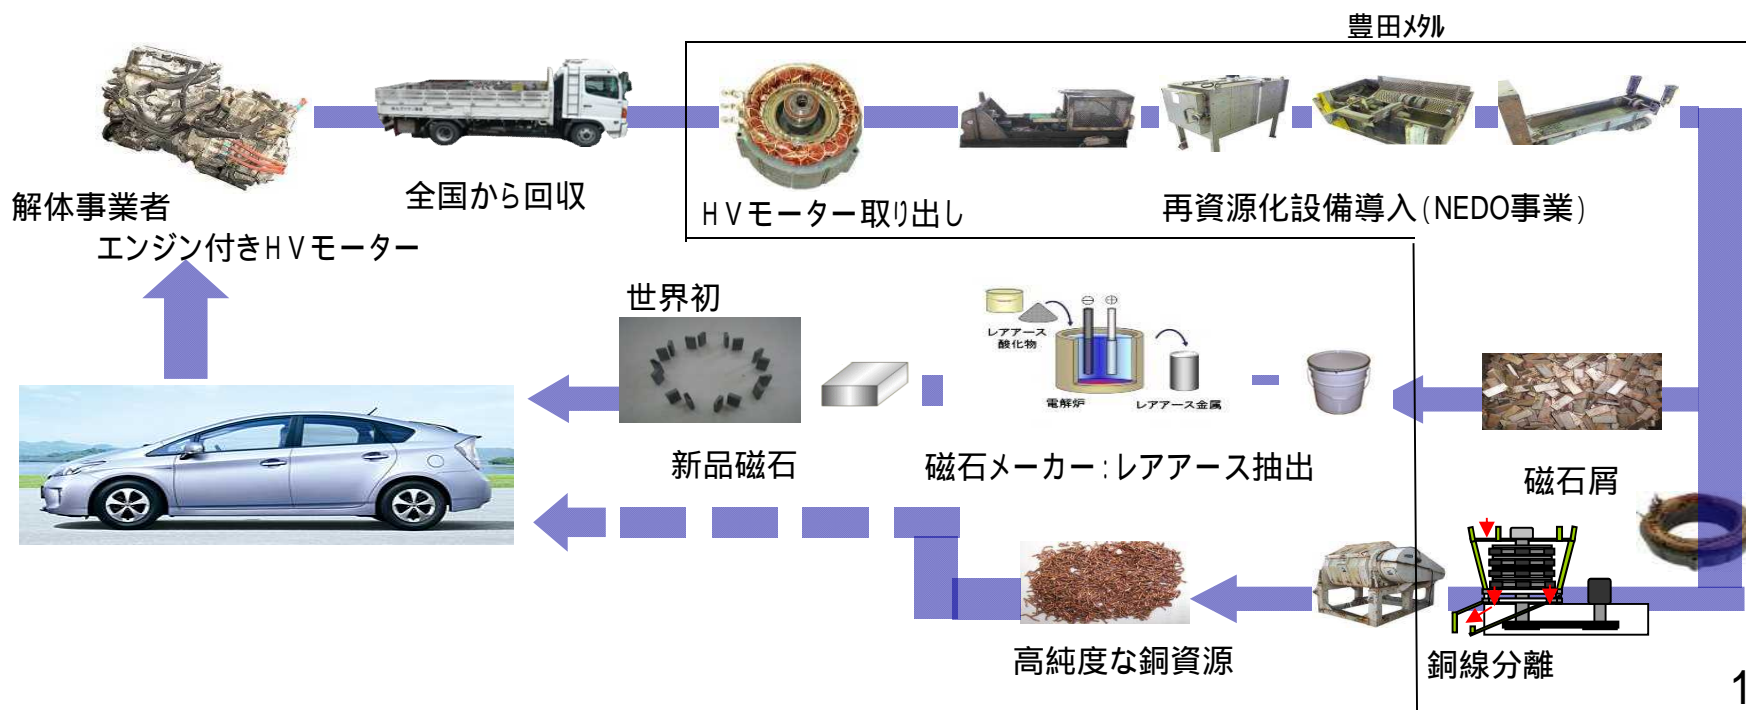 豊田メタル
解体事業者
エンジン付きHVモーター
全国から回収
HVモーター取り出し
再資源化設備導入(NEDO事業)
世界初
新品磁石
レアアース
酸化物
⊖ ⊕
電解炉
レアアース金属
磁石メーカー:レアアース抽出
磁石屑
高純度な銅資源
銅線分離
1